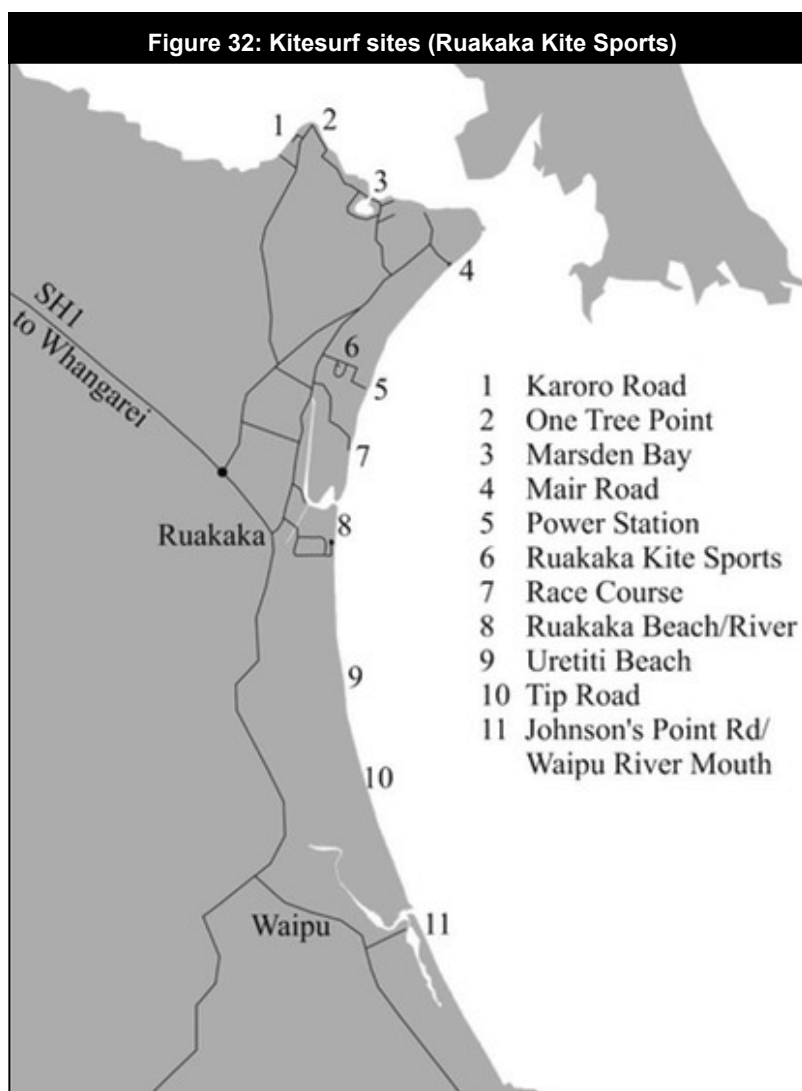 Figure 32: Kitesurf sites (Ruakaka Kite Sports)
1
2
3
4
SH1
to Whangarei
6
5
7
Ruakaka
8
9
10
Waipu
11
1 Karoro Road
2 One Tree Point
3 Marsden Bay
4 Mair Road
5 Power Station
6 Ruakaka Kite Sports
7 Race Course
8 Ruakaka Beach/River
9 Uretiti Beach
10 Tip Road
11 Johnson's Point Rd/
Waipu River Mouth